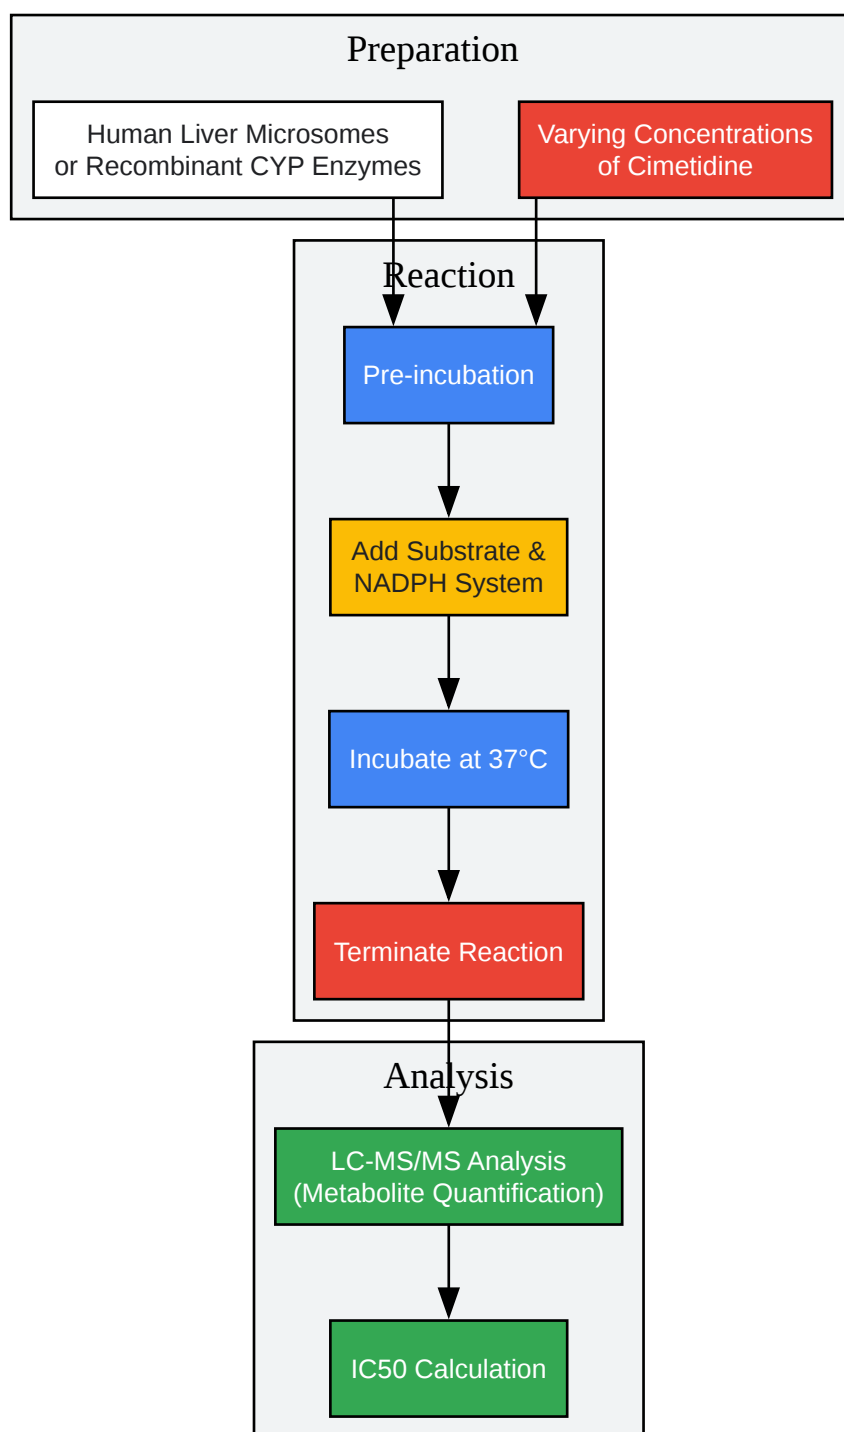 Preparation
Human Liver Microsomes
or Recombinant CYP Enzymes
Varying Concentrations
of Cimetidine
Reaction
Pre-incubation
Add Substrate &
NADPH System
Incubate at 37°C
Terminate Reaction
Analysis
LC-MS/MS Analysis
(Metabolite Quantification)
IC50 Calculation